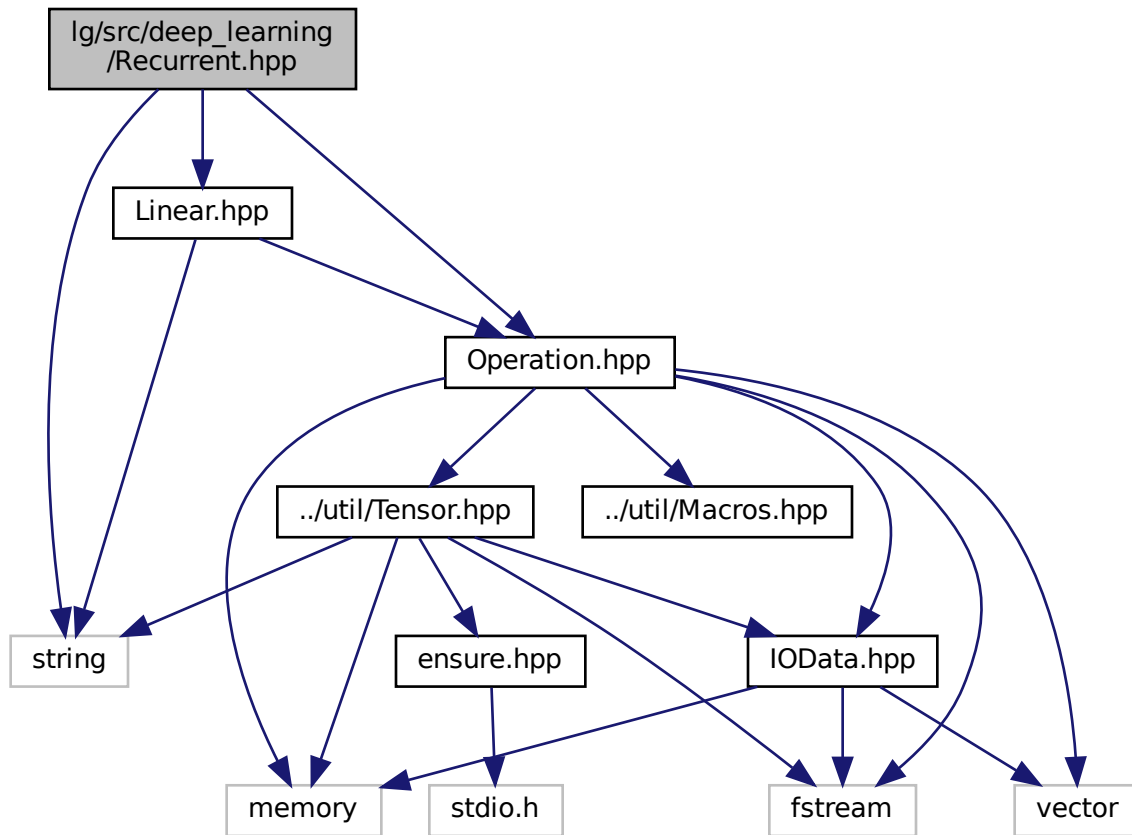 lg/src/deep_learning
/Recurrent.hpp
Linear.hpp
Operation.hpp
../util/Tensor.hpp
../util/Macros.hpp
string
ensure.hpp
IOData.hpp
memory
stdio.h
fstream
vector